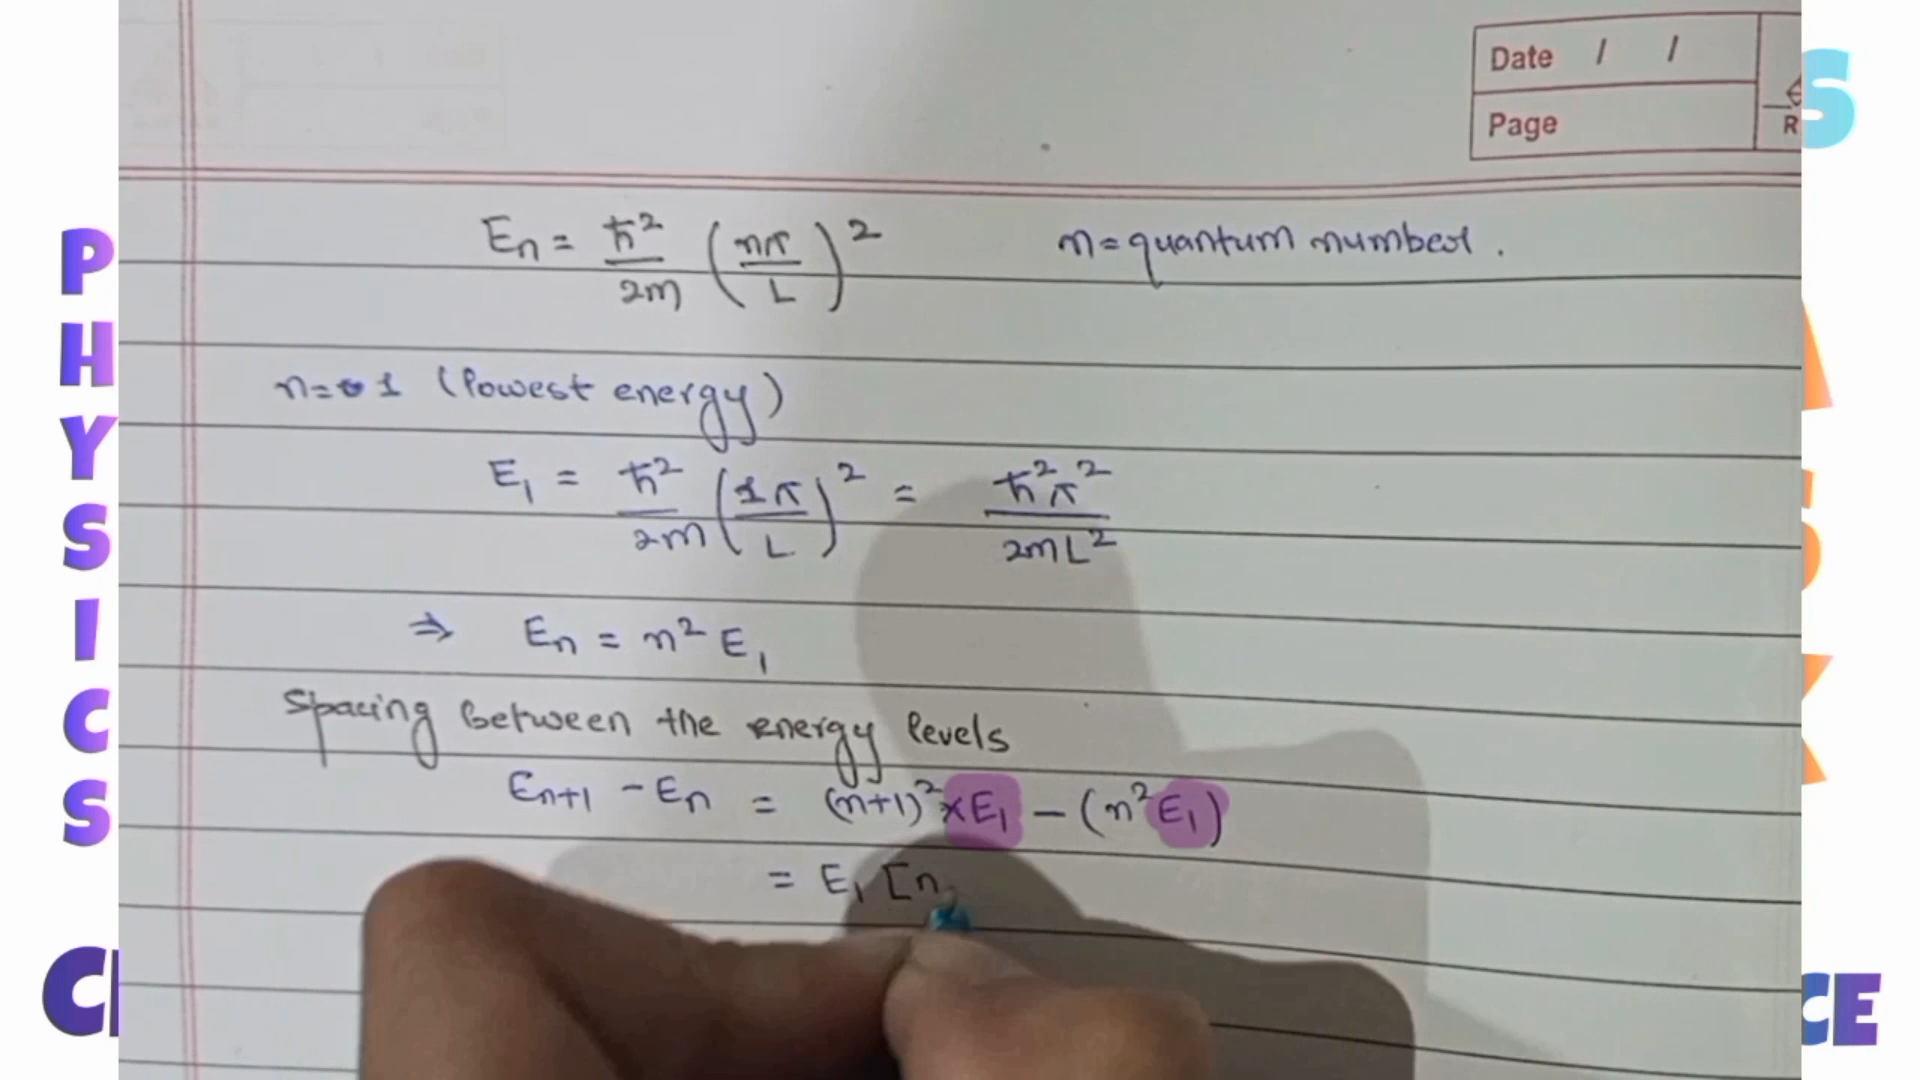 Date / /
Page
R
S
PHYSICS
Eₙ = ħ²/2m (nπ/L)² n = quantum number.
n = 1 (lowest energy)
E₁ = ħ²/2m (1π/L)² = ħ²π²/2mL²
⇒ Eₙ = n² E₁
Spacing between the energy levels
Eₙ₊₁ - Eₙ = (n+1)² × E₁ - (n² E₁)
= E₁ [n
C
CE